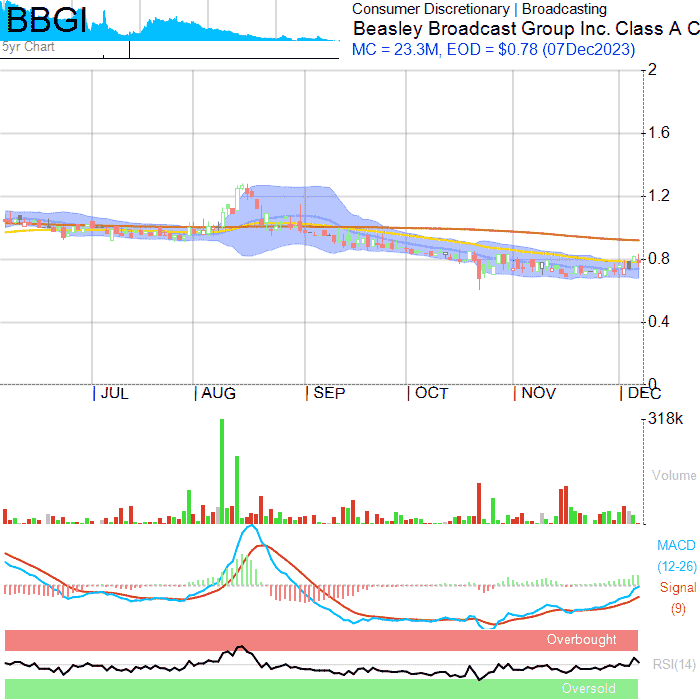 BBGI
5yr Chart
Consumer Discretionary | Broadcasting
Beasley Broadcast Group Inc. Class A C
MC = 23.3M, EOD = $0.78 (07Dec2023)
2
1.6
1.2
0.8
0.4
0
JUL
AUG
SEP
OCT
NOV
DEC
318k
Volume
MACD
(12-26)
Signal
(9)
Overbought
RSI(14)
Oversold